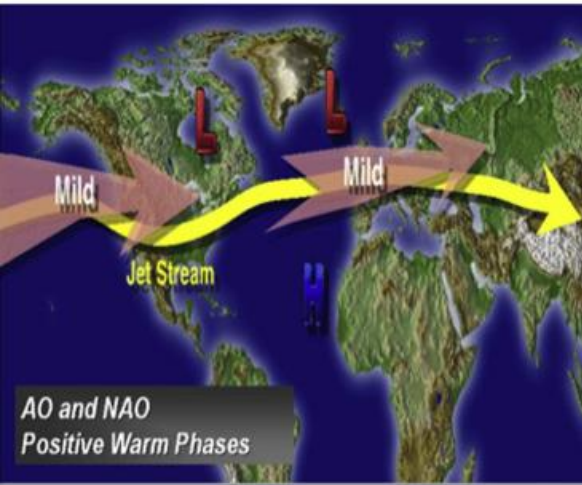 L
L
Mild
Mild
Jet Stream
H
AO and NAO
Positive Warm Phases